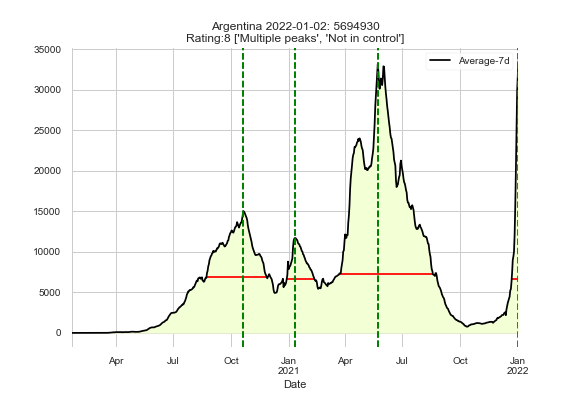 Argentina 2022-01-02: 5694930
Rating:8 ['Multiple peaks', 'Not in control']
35000
Average-7d
30000
25000
20000
15000
10000
5000
0
Apr Jul Oct Jan Apr Jul Oct Jan
2021 2022
Date